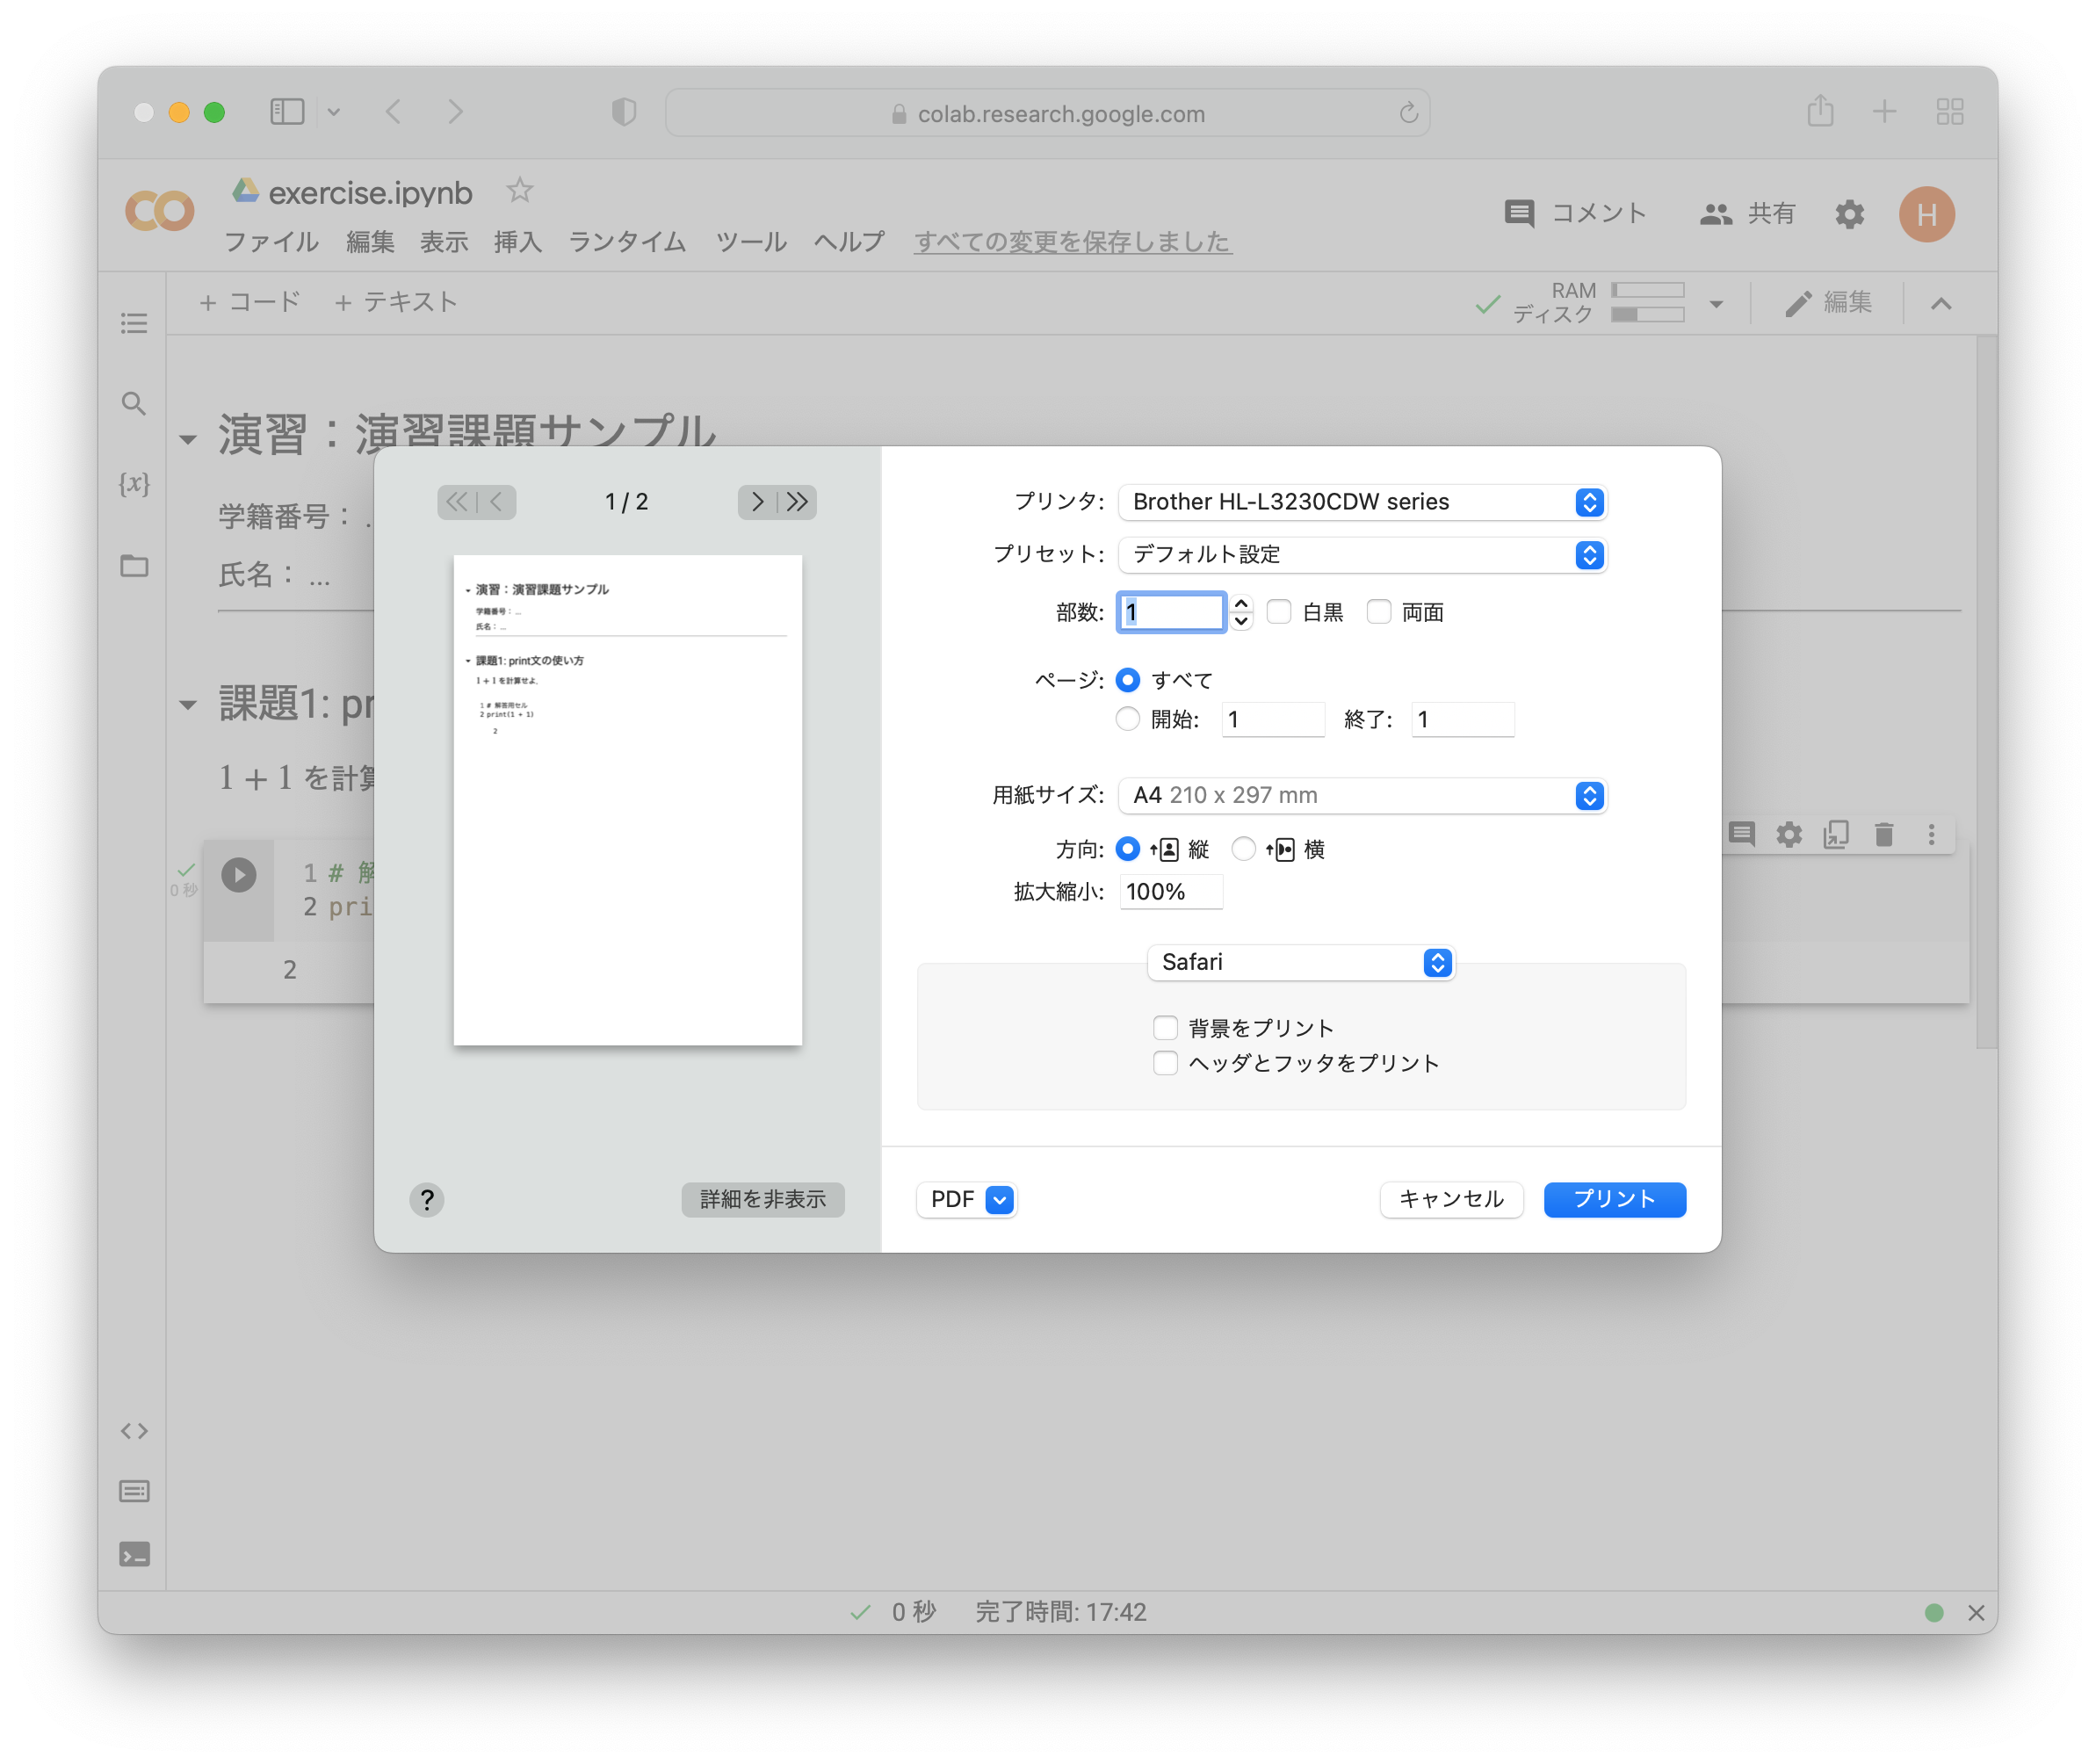 colab.research.google.com
exercise.ipynb
コメント 共有 H
ファイル 編集 表示 挿入 ランタイム ツール ヘルプ すべての変更を保存しました
+ コード + テキスト
RAM
ディスク
編集
演習：演習課題サンプル
学籍番号：
氏名： ...
課題1: pr
1 + 1 を計算
0 秒
1 # 解
2 pri
2
1 / 2
演習：演習課題サンプル
学籍番号： ...
氏名： ...
課題1: print文の使い方
1 + 1 を計算せよ.
1 # 解答用セル
2 print(1 + 1)
2
? 詳細を非表示
プリンタ: Brother HL-L3230CDW series
プリセット: デフォルト設定
部数: 1 白黒 両面
ページ: すべて
開始: 1 終了: 1
用紙サイズ: A4 210 x 297 mm
方向: 縦 横
拡大縮小: 100%
Safari
背景をプリント
ヘッダとフッタをプリント
PDF キャンセル プリント
0 秒 完了時間: 17:42